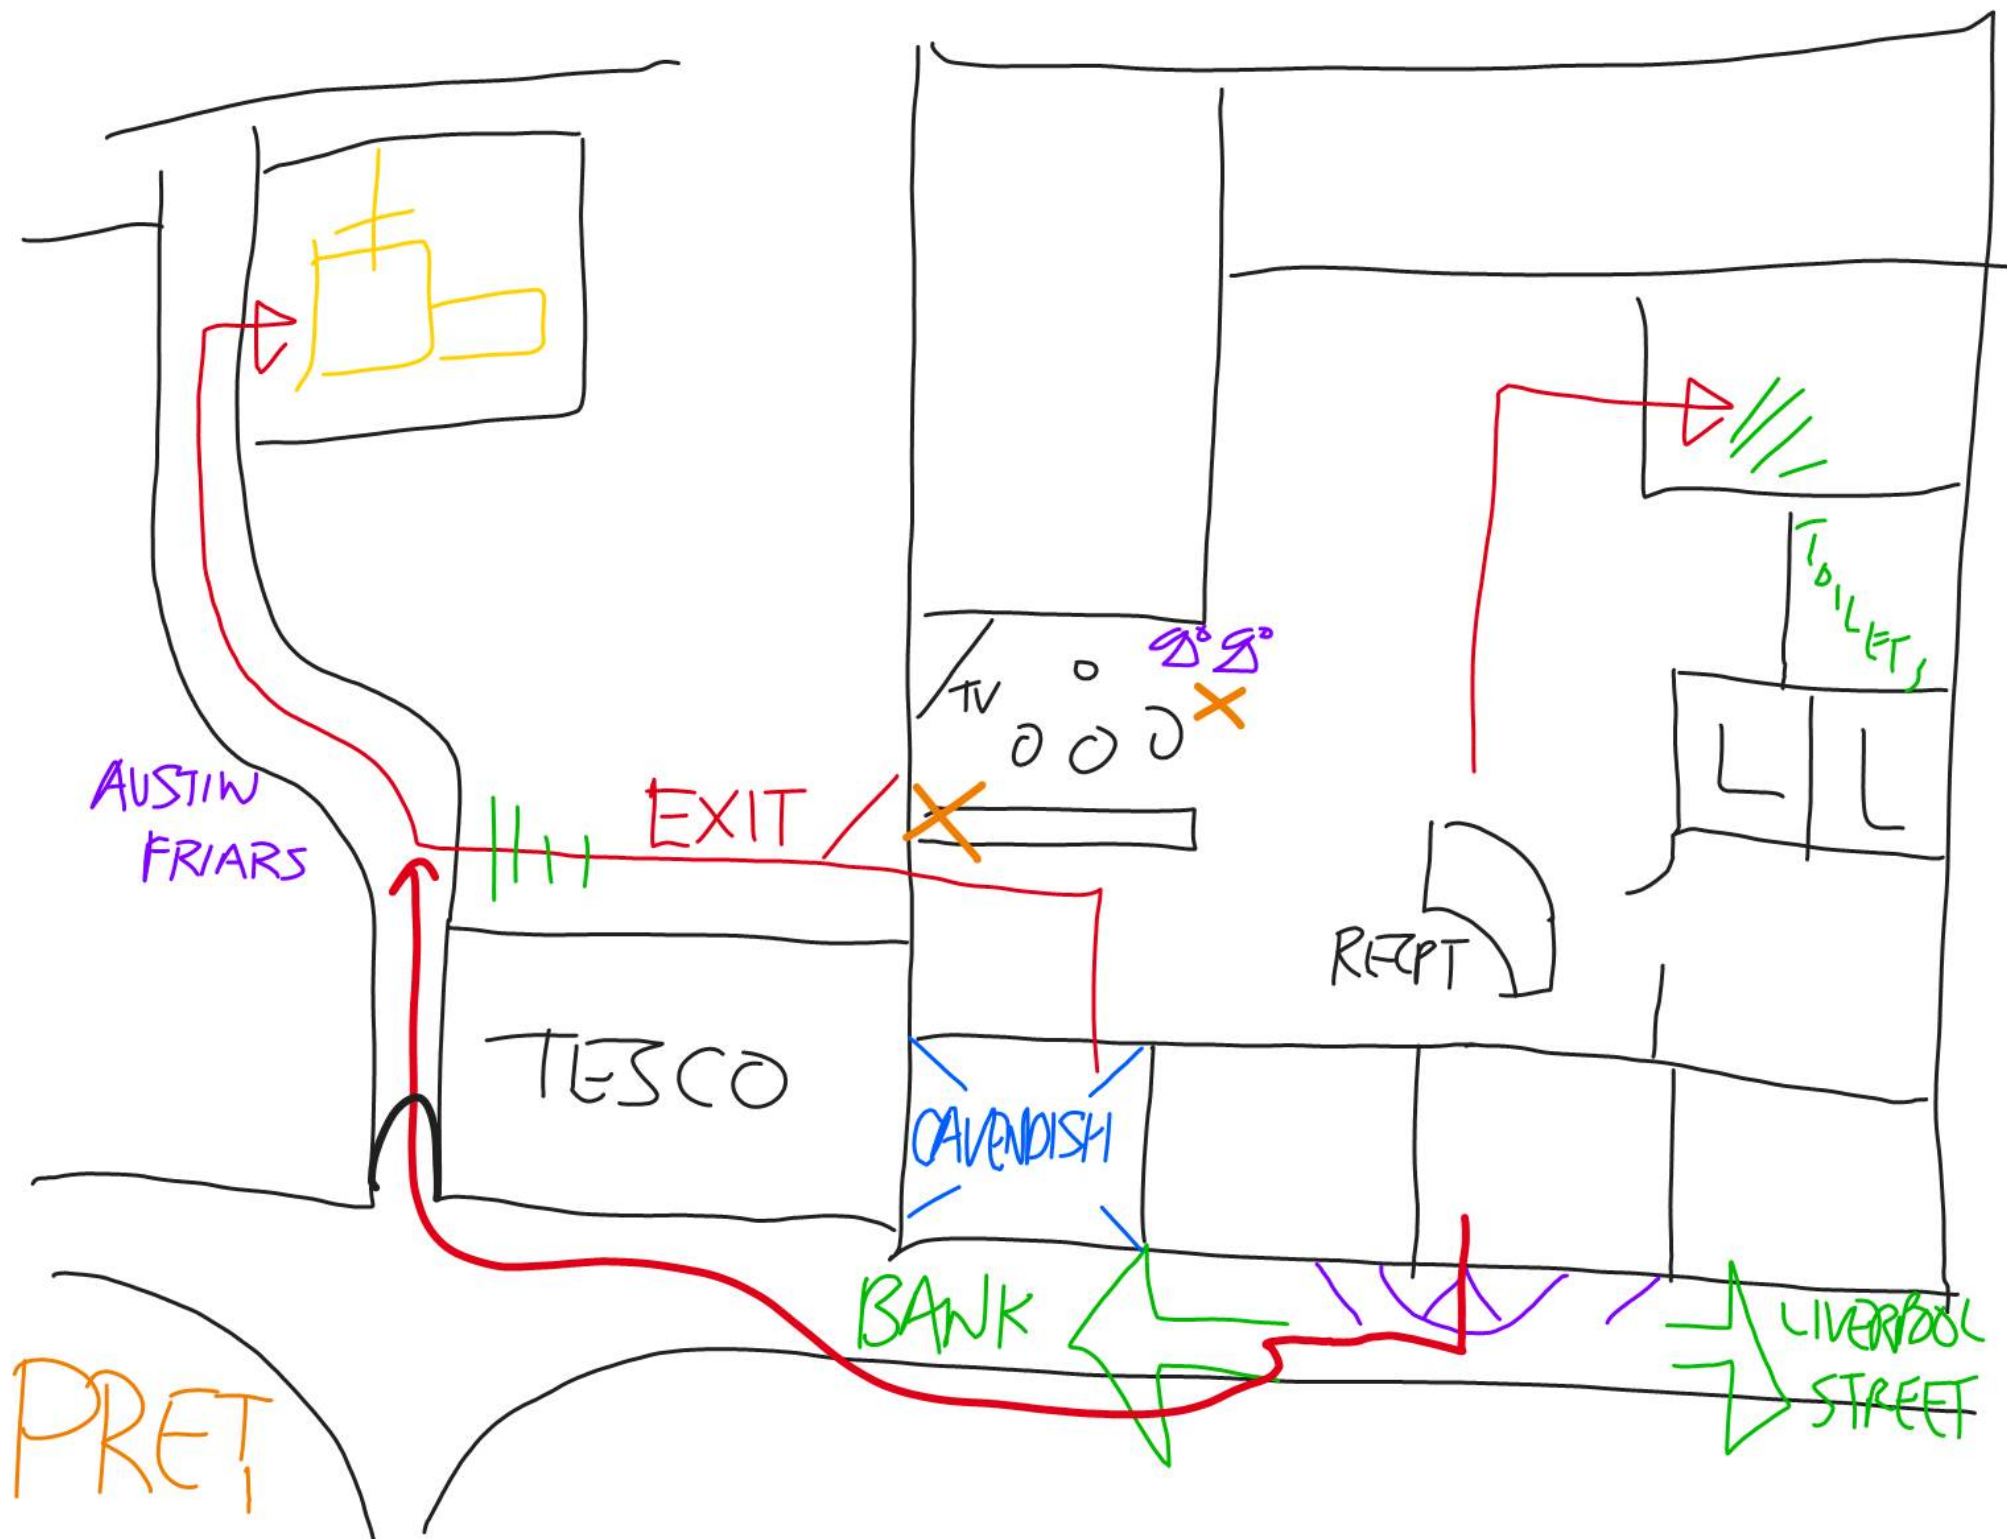 TOILETS
TV
L
L
AUSTIN
FRIARS
EXIT
RECPT
TESCO
CAVENDISH
BANK
LIVERPOOL
STREET
PRET